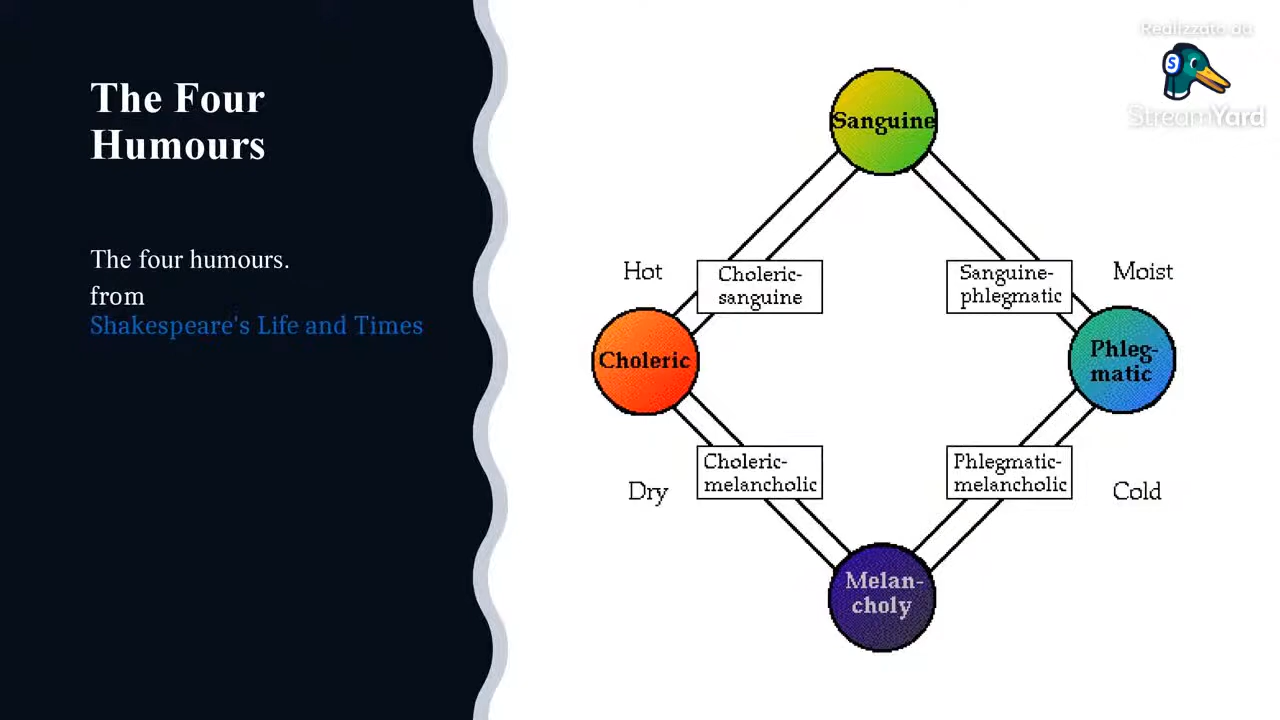 The Four
Humours
The four humours.
from
Shakespeare's Life and Times
Realizzato da
StreamYard
Sanguine
Hot
Choleric-
sanguine
Sanguine-
phlegmatic
Moist
Choleric
Phleg-
matic
Dry
Choleric-
melancholic
Phlegmatic-
melancholic
Cold
Melan-
choly